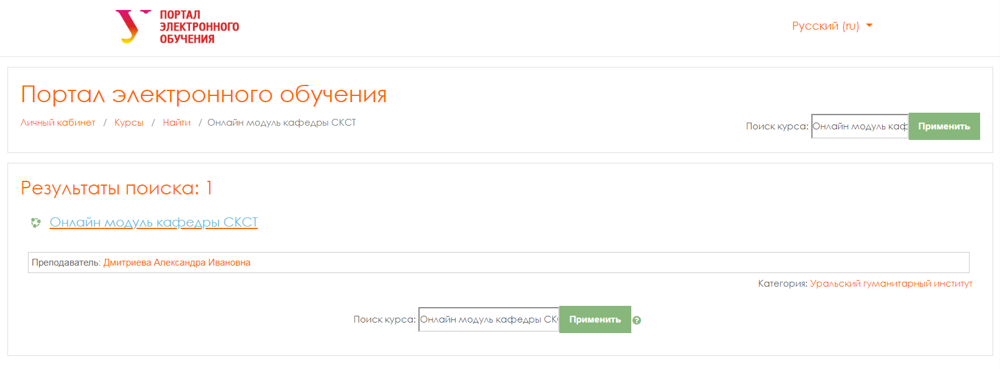 ПОРТАЛ
ЭЛЕКТРОННОГО
ОБУЧЕНИЯ
Русский (ru)
Портал электронного обучения
Личный кабинет / Курсы / Найти / Онлайн модуль кафедры СКСТ
Поиск курса: Онлайн модуль каф Применить
Результаты поиска: 1
Онлайн модуль кафедры СКСТ
Преподаватель: Дмитриева Александра Ивановна
Категория: Уральский гуманитарный институт
Поиск курса: Онлайн модуль кафедры СК Применить ?